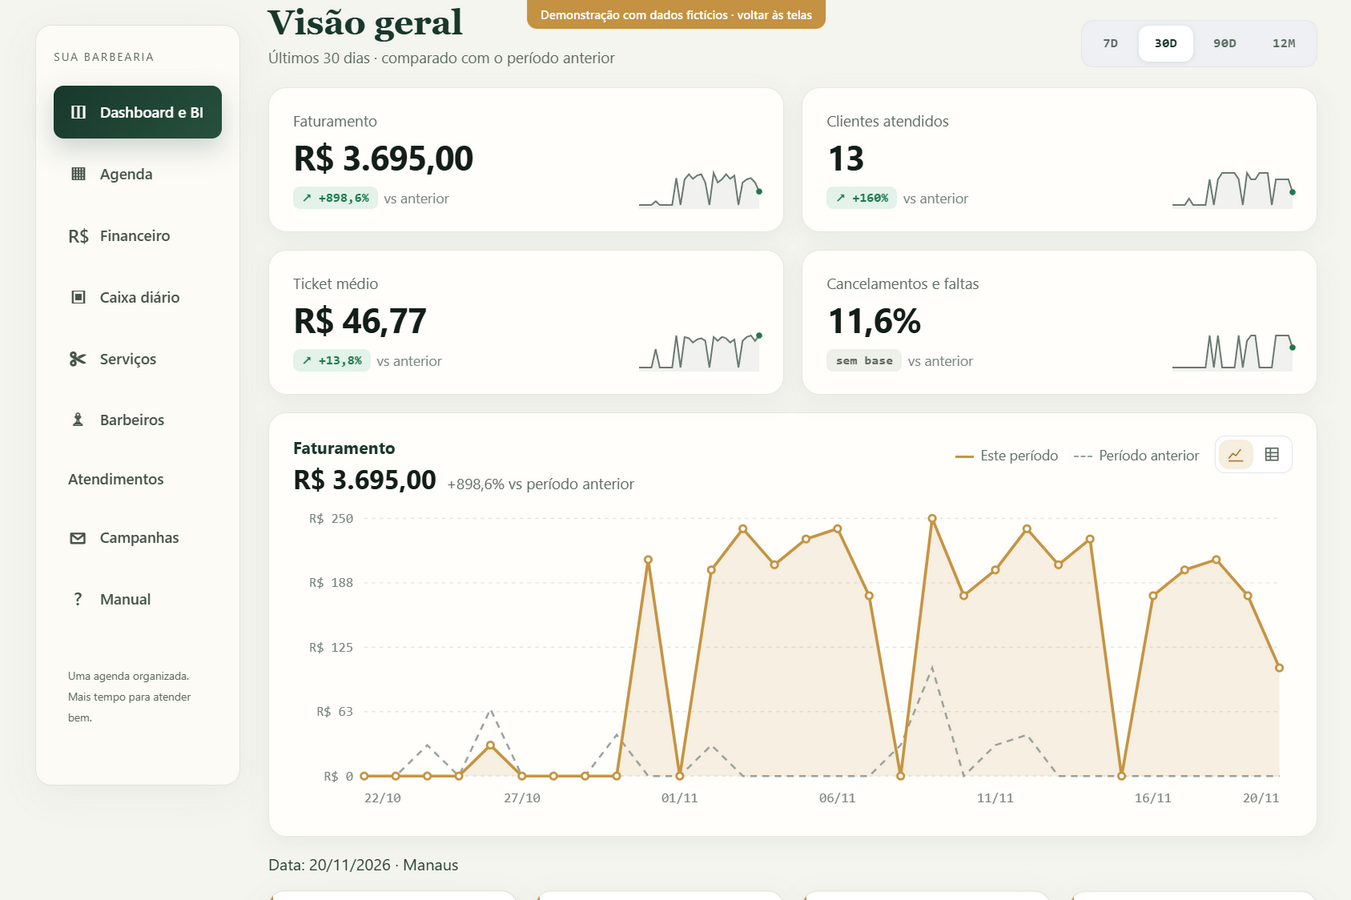 Demonstração com dados fictícios · voltar às telas
SUA BARBEARIA
Dashboard e BI
Agenda
R$ Financeiro
Caixa diário
Serviços
Barbeiros
Atendimentos
Campanhas
? Manual
Uma agenda organizada.
Mais tempo para atender
bem.
Visão geral
Últimos 30 dias · comparado com o período anterior
7D 30D 90D 12M
Faturamento
R$ 3.695,00
↗ +898,6% vs anterior
Clientes atendidos
13
↗ +160% vs anterior
Ticket médio
R$ 46,77
↗ +13,8% vs anterior
Cancelamentos e faltas
11,6%
sem base vs anterior
Faturamento
R$ 3.695,00 +898,6% vs período anterior
Este período Período anterior
R$ 250
R$ 188
R$ 125
R$ 63
R$ 0
22/10 27/10 01/11 06/11 11/11 16/11 20/11
Data: 20/11/2026 · Manaus